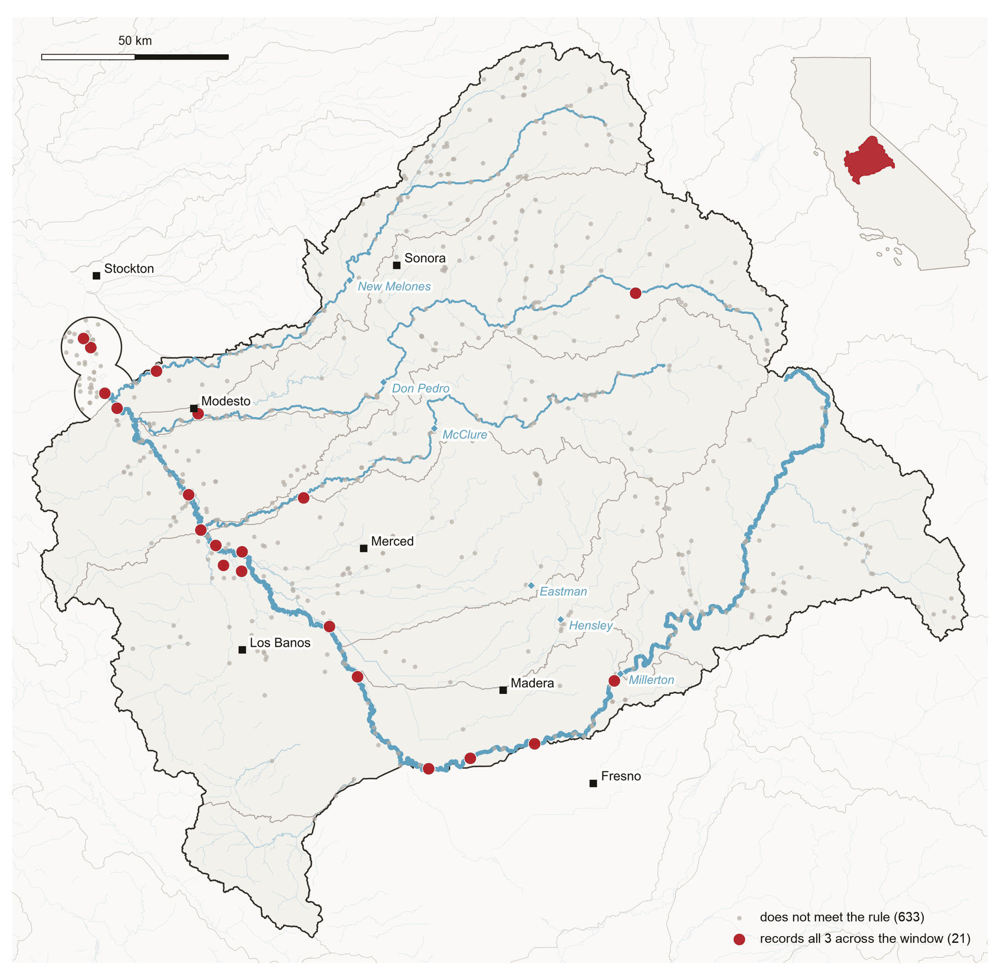 50 km
Sonora
Stockton
New Melones
Don Pedro
Modesto
McClure
Merced
Eastman
Hensley
Los Banos
Madera
Millerton
Fresno
does not meet the rule (633)
records all 3 across the window (21)